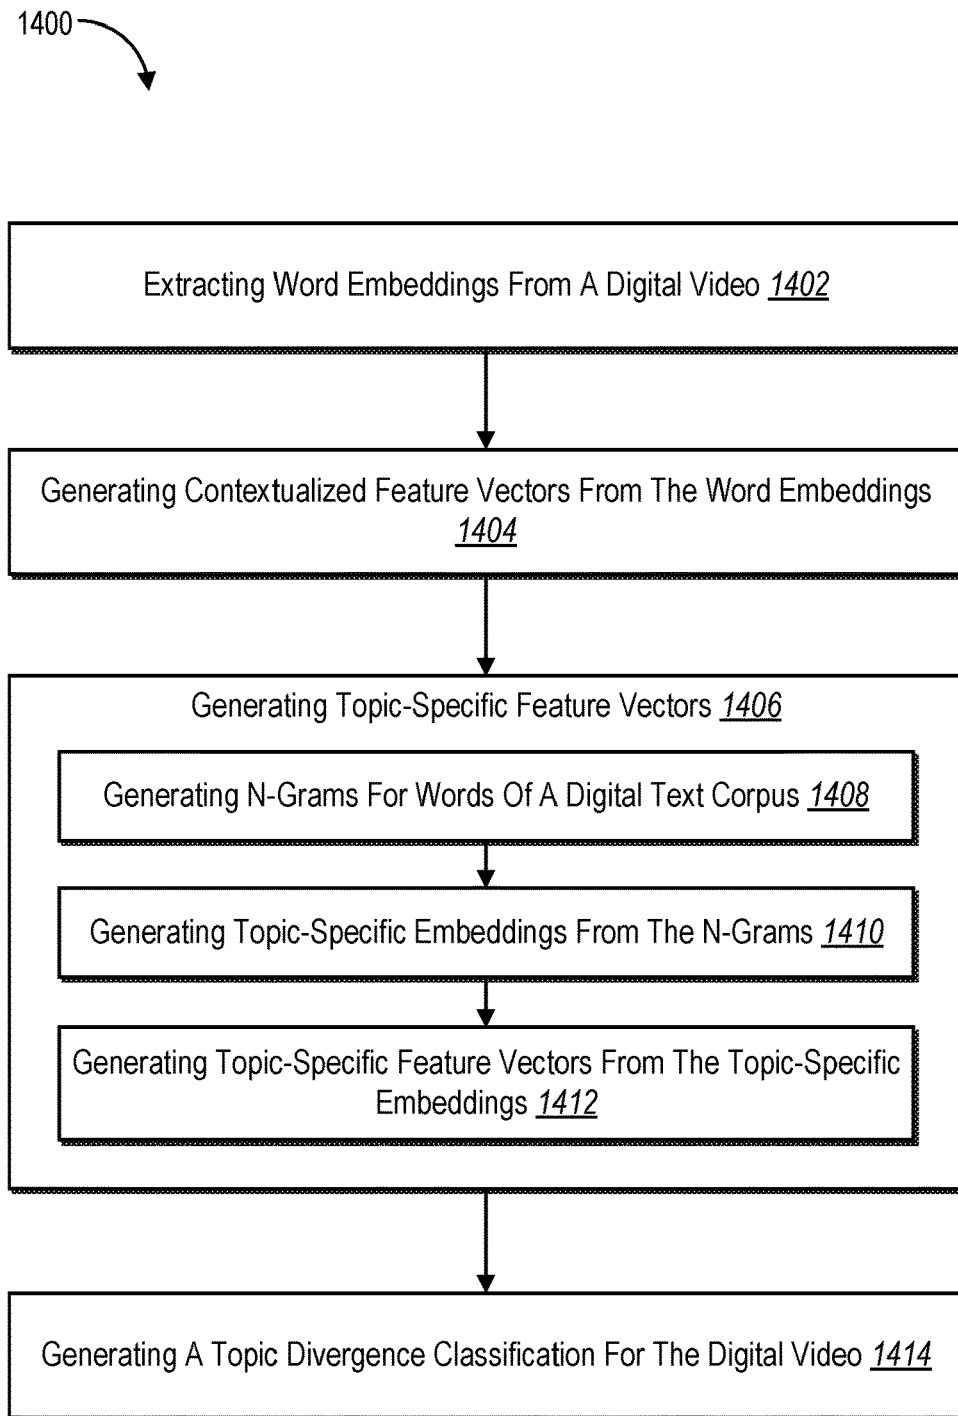 1400
Extracting Word Embeddings From A Digital Video 1402
Generating Contextualized Feature Vectors From The Word Embeddings
1404
Generating Topic-Specific Feature Vectors 1406
Generating N-Grams For Words Of A Digital Text Corpus 1408
Generating Topic-Specific Embeddings From The N-Grams 1410
Generating Topic-Specific Feature Vectors From The Topic-Specific
Embeddings 1412
Generating A Topic Divergence Classification For The Digital Video 1414